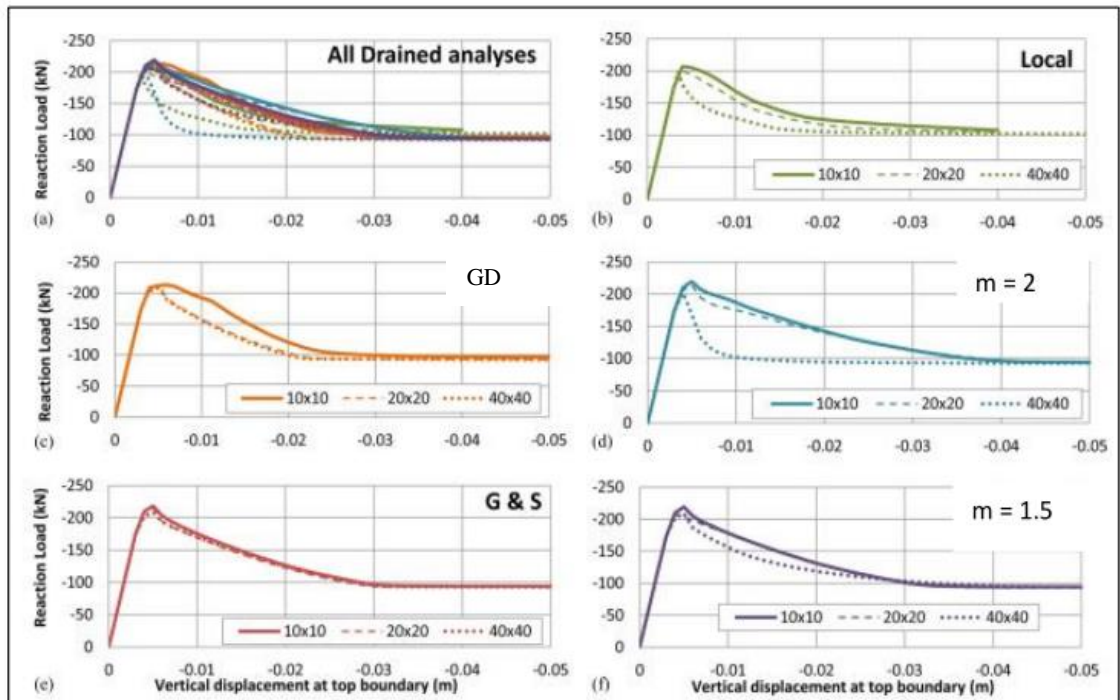 All Drained analyses
Reaction Load (kN)
-250
-200
-150
-100
-50
0
0 -0.01 -0.02 -0.03 -0.04 -0.05
(a)
Local
-250
-200
-150
-100
-50
0
10x10 20x20 40x40
0 -0.01 -0.02 -0.03 -0.04 -0.05
(b)
GD
Reaction Load (kN)
-250
-200
-150
-100
-50
0
10x10 20x20 40x40
0 -0.01 -0.02 -0.03 -0.04 -0.05
(c)
m = 2
-250
-200
-150
-100
-50
0
10x10 20x20 40x40
0 -0.01 -0.02 -0.03 -0.04 -0.05
(d)
G & S
Reaction Load (kN)
-250
-200
-150
-100
-50
0
10x10 20x20 40x40
0 -0.01 -0.02 -0.03 -0.04 -0.05
(e) Vertical displacement at top boundary (m)
m = 1.5
-250
-200
-150
-100
-50
0
10x10 20x20 40x40
0 -0.01 -0.02 -0.03 -0.04 -0.05
(f) Vertical displacement at top boundary (m)